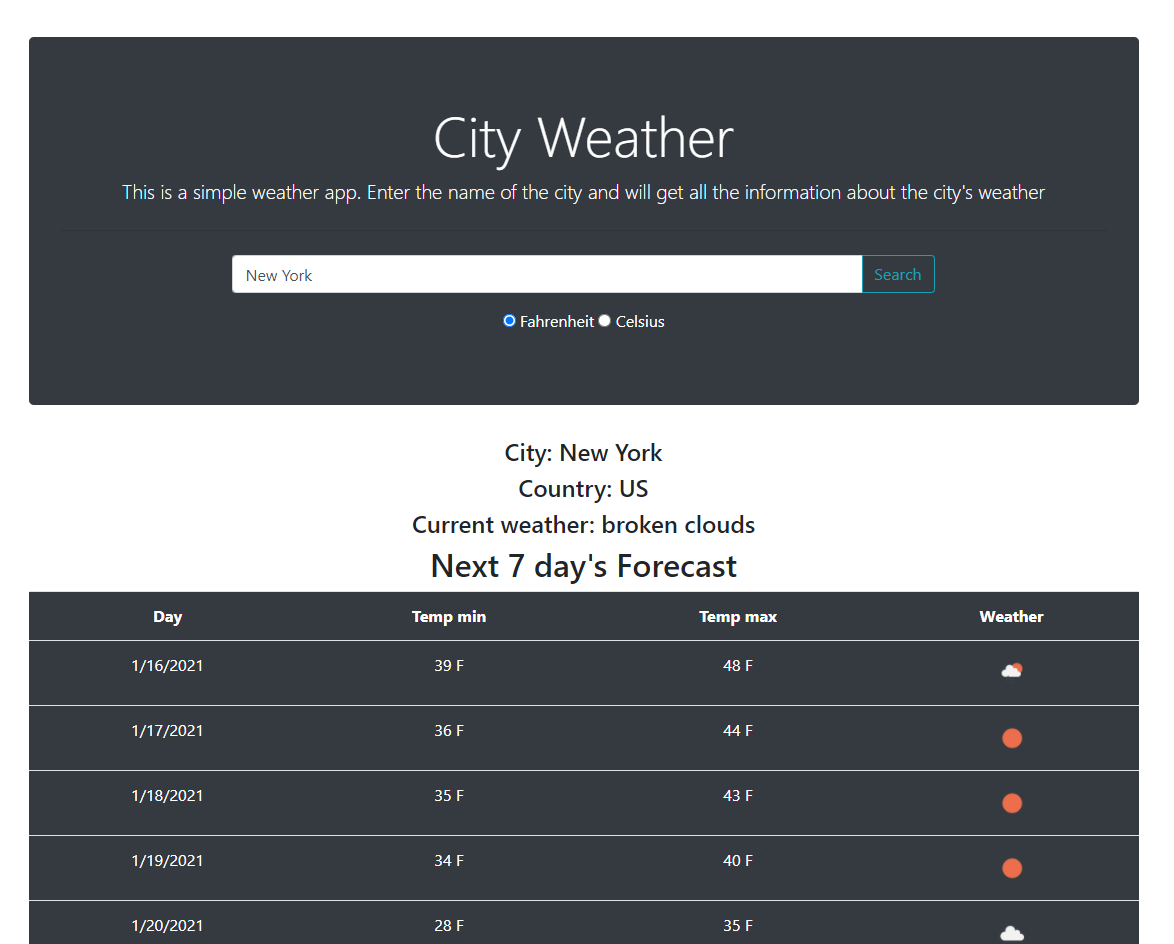 City Weather
This is a simple weather app. Enter the name of the city and will get all the information about the city's weather
New York Search
Fahrenheit Celsius
City: New York
Country: US
Current weather: broken clouds
Next 7 day's Forecast
Day Temp min Temp max Weather
1/16/2021 39 F 48 F
1/17/2021 36 F 44 F
1/18/2021 35 F 43 F
1/19/2021 34 F 40 F
1/20/2021 28 F 35 F